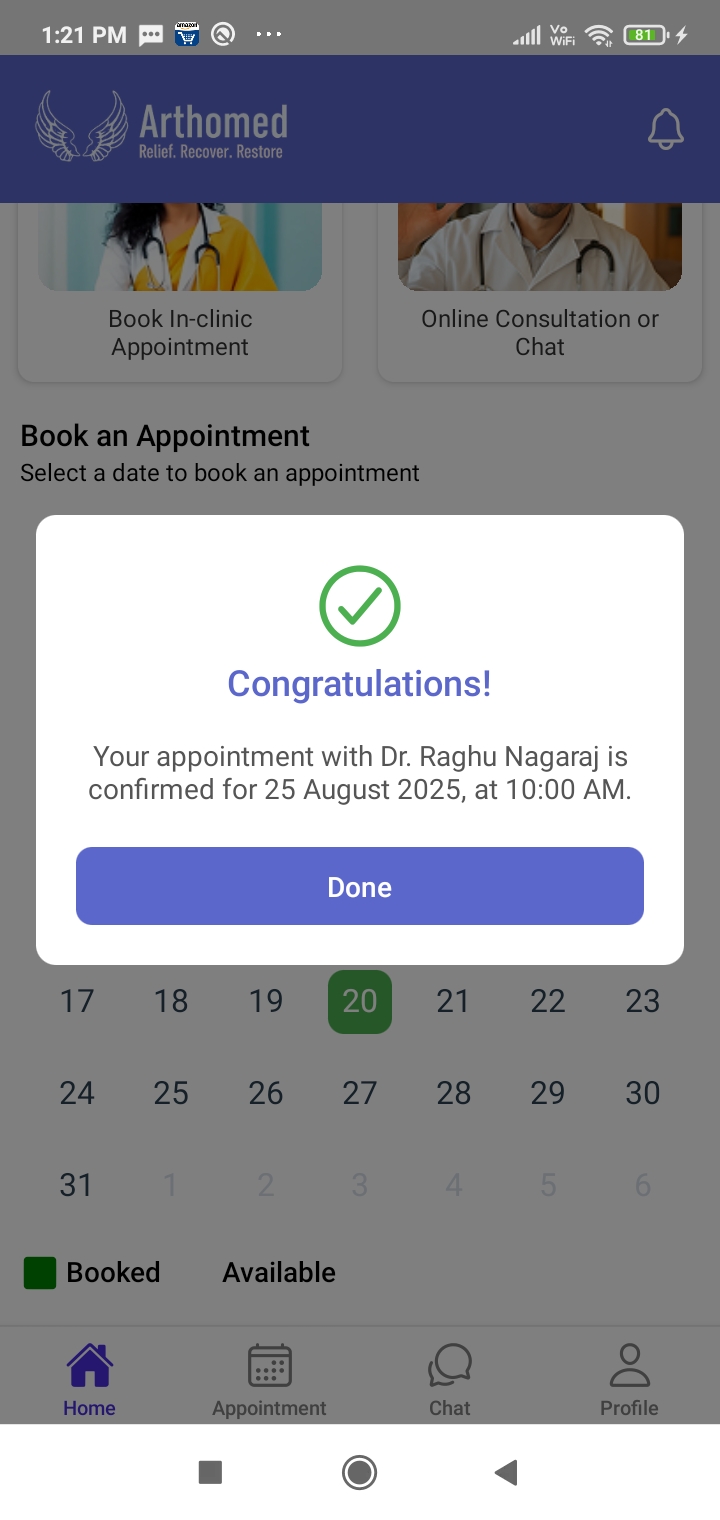 1:21 PM
Vo
WiFi
81
Arthomed
Relief. Recover. Restore
Book In-clinic
Appointment
Online Consultation or
Chat
Book an Appointment
Select a date to book an appointment
Congratulations!
Your appointment with Dr. Raghu Nagaraj is
confirmed for 25 August 2025, at 10:00 AM.
Done
17 18 19 20 21 22 23
24 25 26 27 28 29 30
31 1 2 3 4 5 6
Booked Available
Home Appointment Chat Profile